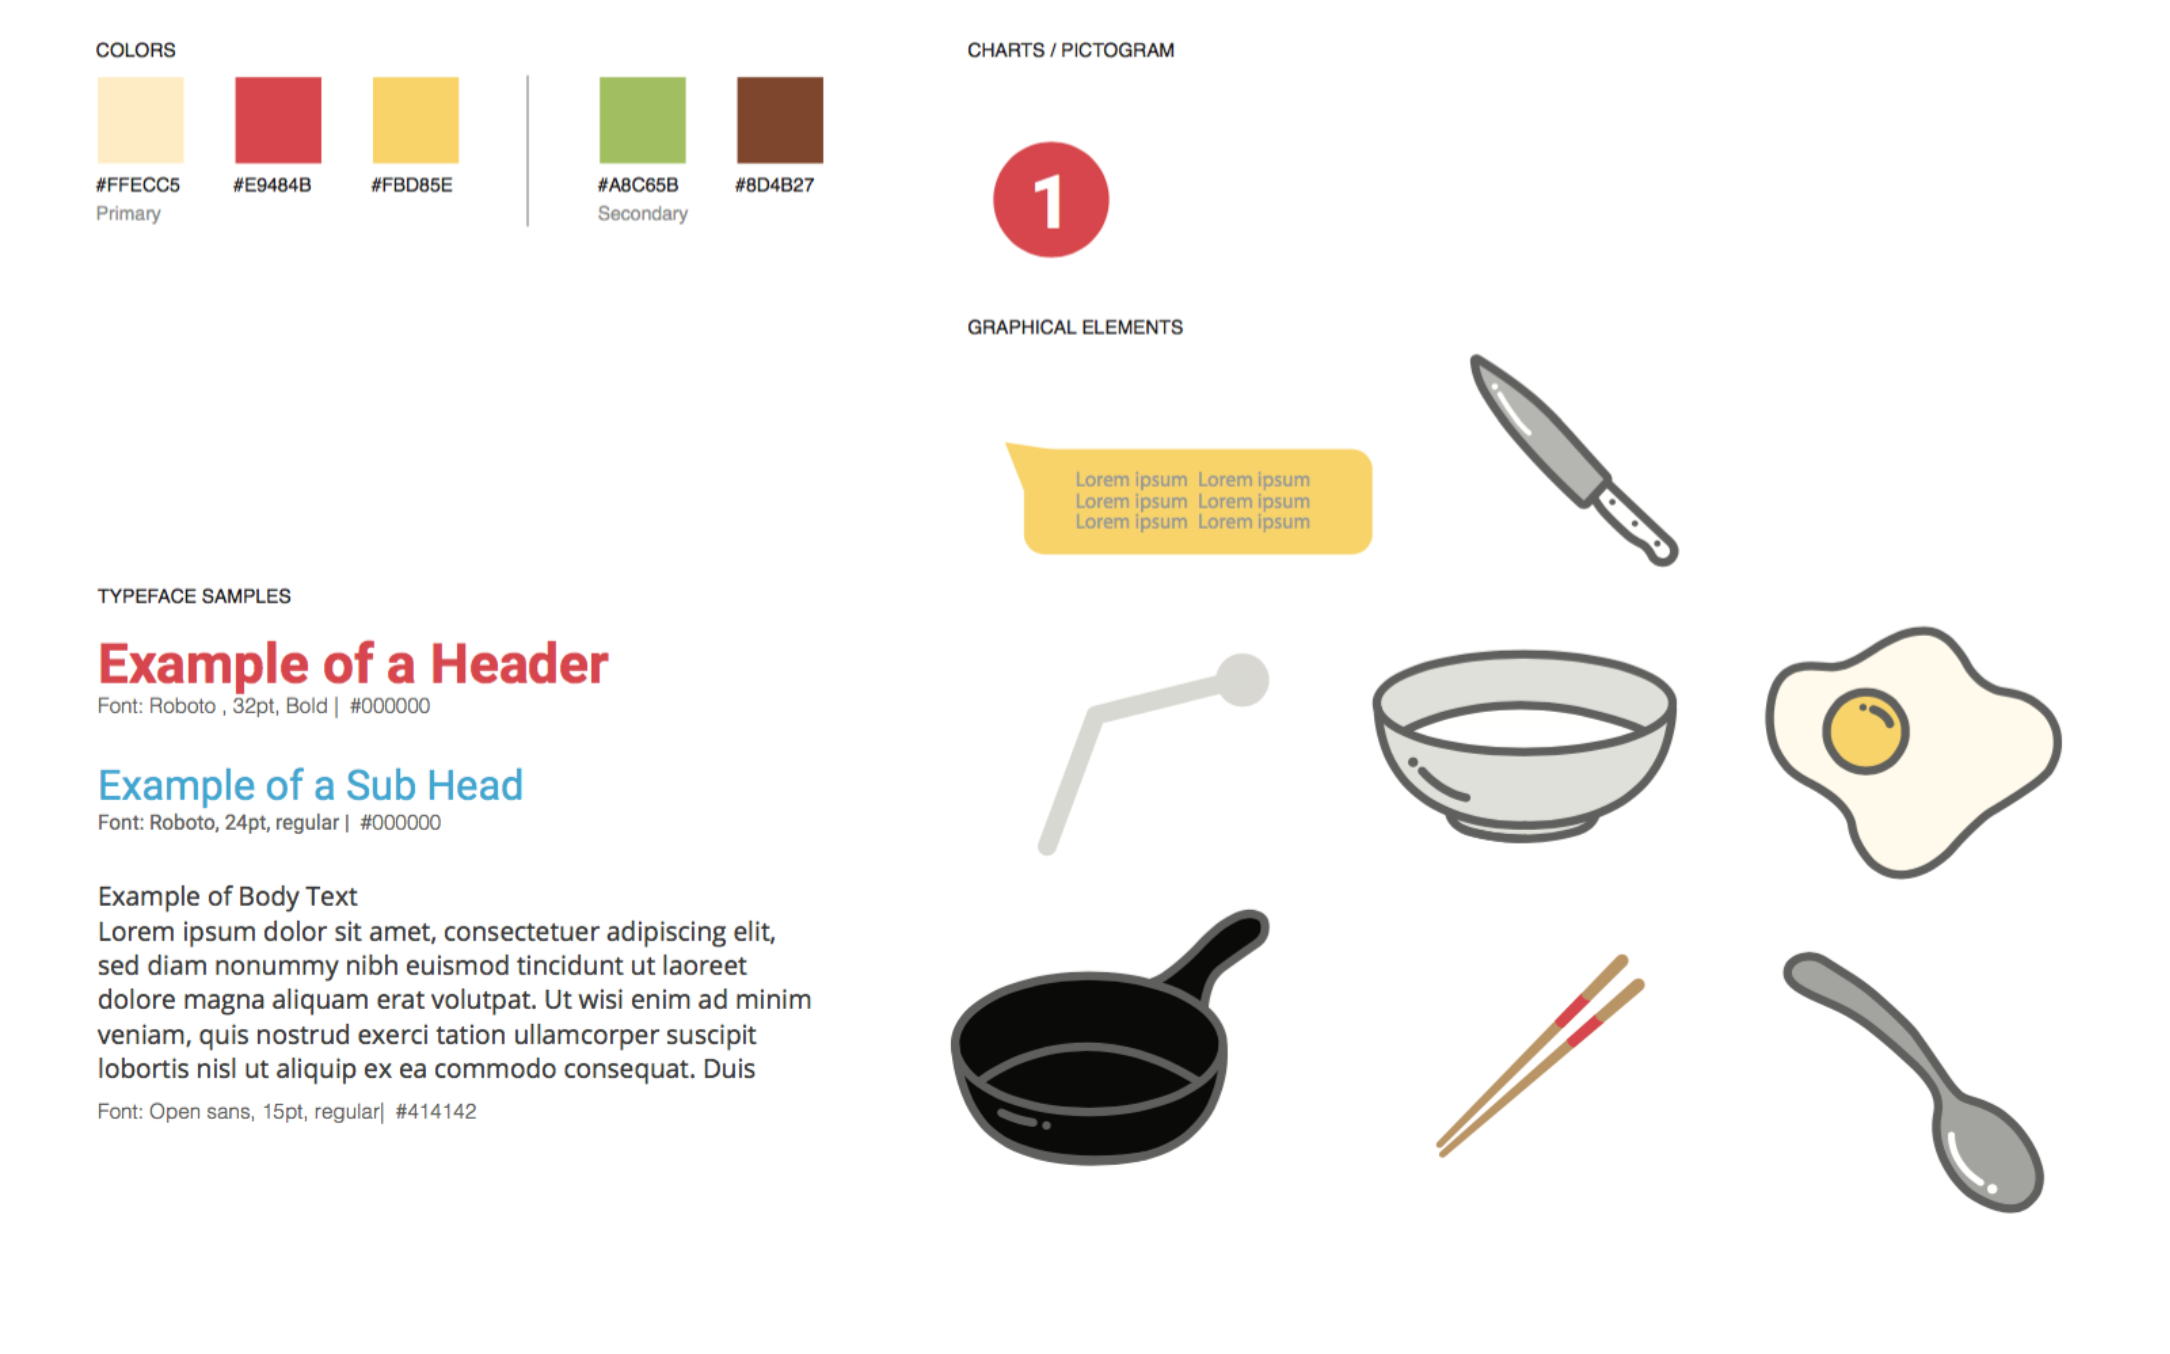 COLORS
#FFECC5 #E9484B #FBD85E #A8C65B #8D4B27
Primary Secondary
TYPEFACE SAMPLES
Example of a Header
Font: Roboto , 32pt, Bold | #000000
Example of a Sub Head
Font: Roboto, 24pt, regular | #000000
Example of Body Text
Lorem ipsum dolor sit amet, consectetuer adipiscing elit,
sed diam nonummy nibh euismod tincidunt ut laoreet
dolore magna aliquam erat volutpat. Ut wisi enim ad minim
veniam, quis nostrud exerci tation ullamcorper suscipit
lobortis nisl ut aliquip ex ea commodo consequat. Duis
Font: Open sans, 15pt, regular| #414142
CHARTS / PICTOGRAM
1
GRAPHICAL ELEMENTS
Lorem ipsum Lorem ipsum
Lorem ipsum Lorem ipsum
Lorem ipsum Lorem ipsum